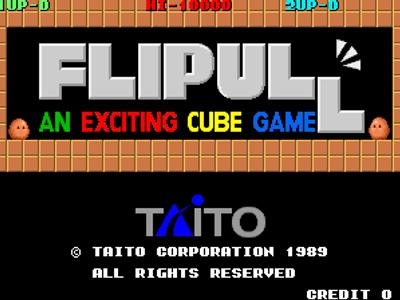 1UP-0 HI-10000 2UP-0
FLIPULL
AN EXCITING CUBE GAME
TAITO
© TAITO CORPORATION 1989
ALL RIGHTS RESERVED
CREDIT 0